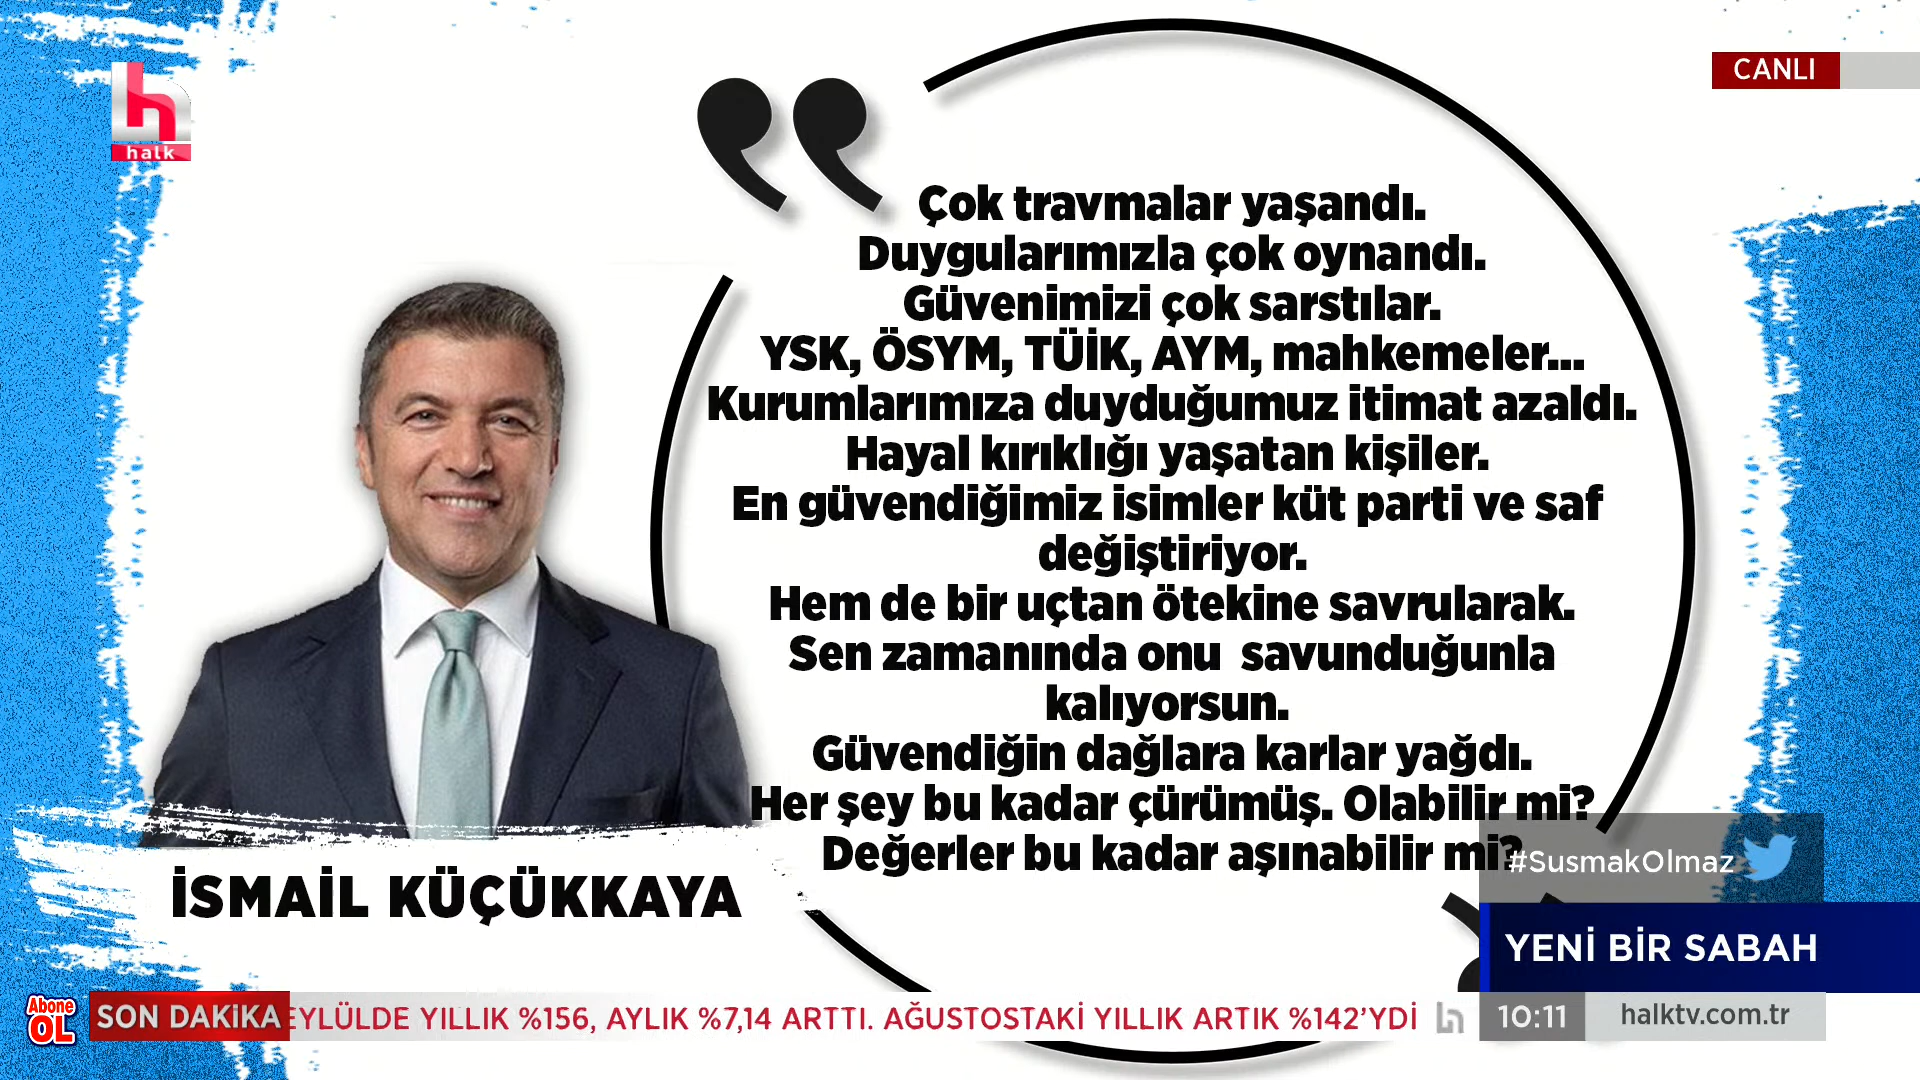 halk
CANLI
Çok travmalar yaşandı.
Duygularımızla çok oynandı.
Güvenimizi çok sarstılar.
YSK, ÖSYM, TÜİK, AYM, mahkemeler...
Kurumlarımıza duyduğumuz itimat azaldı.
Hayal kırıklığı yaşatan kişiler.
En güvendiğimiz isimler küt parti ve saf
değiştiriyor.
Hem de bir uçtan ötekine savrularak.
Sen zamanında onu savunduğunla
kalıyorsun.
Güvendiğin dağlara karlar yağdı.
Her şey bu kadar çürümüş. Olabilir mi?
Değerler bu kadar aşınabilir mi?
#SusmakOlmaz
İSMAİL KÜÇÜKKAYA
YENİ BİR SABAH
Abone
OL
SON DAKİKA
EYLÜLDE YILLIK %156, AYLIK %7,14 ARTTI. AĞUSTOSTAKİ YILLIK ARTIK %142'YDİ
10:11
halktv.com.tr